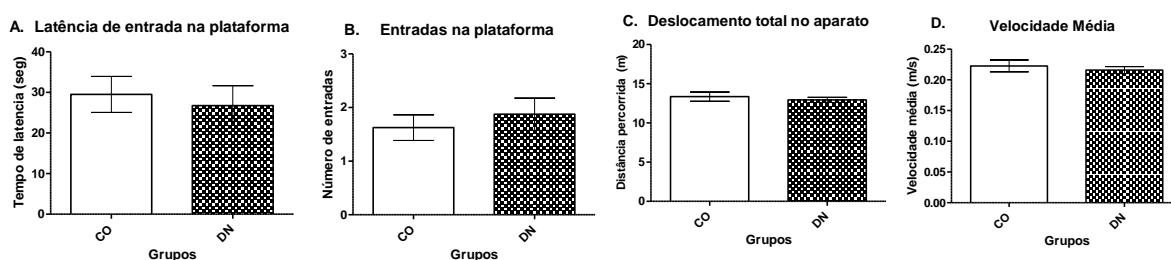 A. Latência de entrada na plataforma
Tempo de latencia (seg)
40
30
20
10
0
CO
DN
Grupos
B. Entradas na plataforma
Número de entradas
3
2
1
0
CO
DN
Grupos
C. Deslocamento total no aparato
Distância percorrida (m)
20
15
10
5
0
CO
DN
Grupos
D. Velocidade Média
Velocidade média (m/s)
0.25
0.20
0.15
0.10
0.05
0.00
CO
DN
Grupos